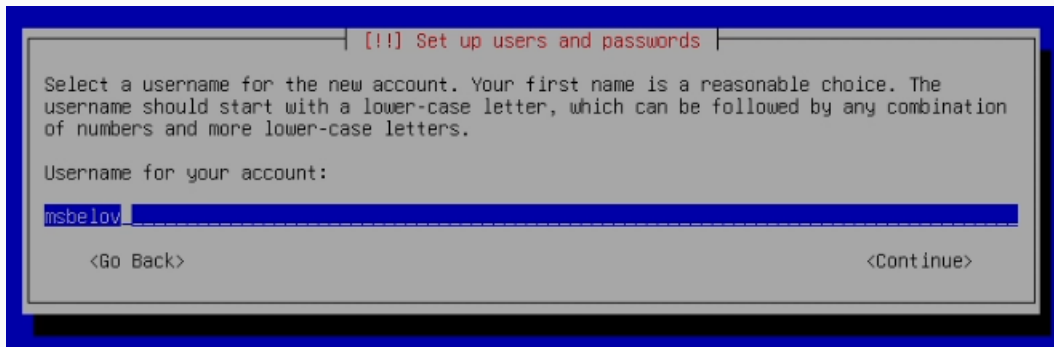 [!!] Set up users and passwords
Select a username for the new account. Your first name is a reasonable choice. The
username should start with a lower-case letter, which can be followed by any combination
of numbers and more lower-case letters.
Username for your account:
msbelov
<Go Back> <Continue>